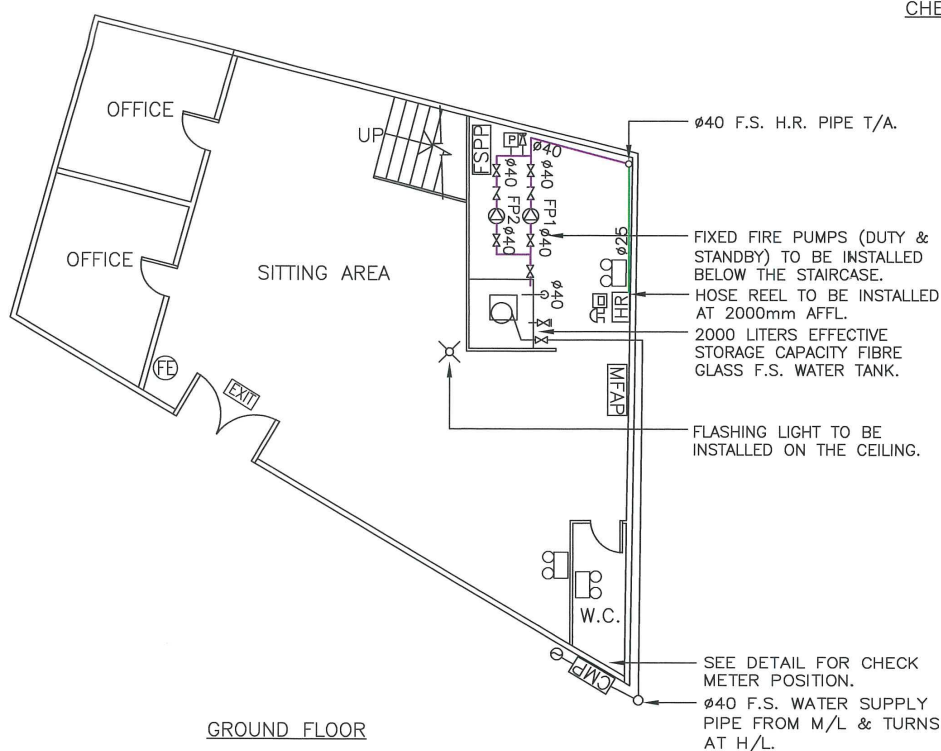 CHE
OFFICE
UP
FSPP
P
ø40
ø40 F.S. H.R. PIPE T/A.
ø40
ø40
FP2
FP1
ø40
ø40
ø25
FIXED FIRE PUMPS (DUTY &
STANDBY) TO BE INSTALLED
BELOW THE STAIRCASE.
OFFICE
SITTING AREA
ø40
HR
HOSE REEL TO BE INSTALLED
AT 2000mm AFFL.
2000 LITERS EFFECTIVE
STORAGE CAPACITY FIBRE
GLASS F.S. WATER TANK.
FE
EXIT
MFAP
FLASHING LIGHT TO BE
INSTALLED ON THE CEILING.
W.C.
CMP
SEE DETAIL FOR CHECK
METER POSITION.
ø40 F.S. WATER SUPPLY
PIPE FROM M/L & TURNS
AT H/L.
GROUND FLOOR